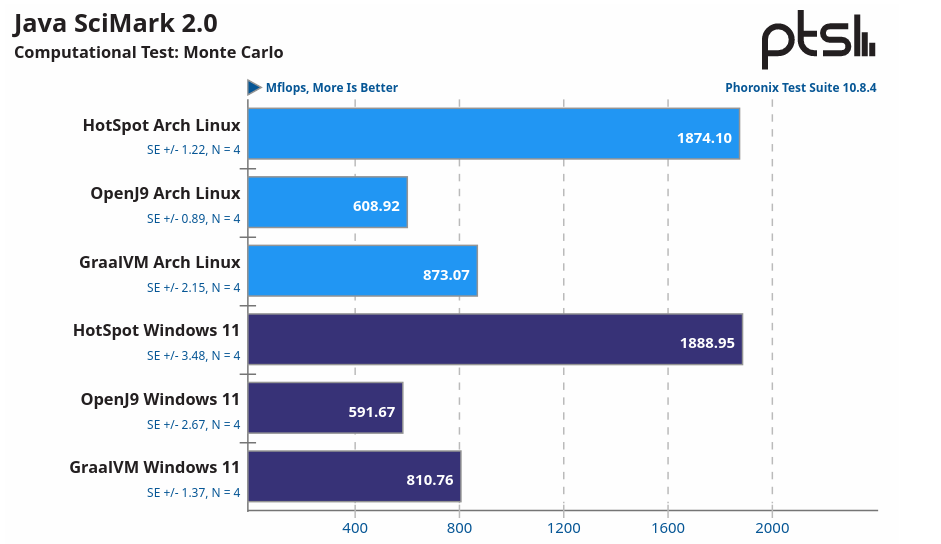 Java SciMark 2.0
Computational Test: Monte Carlo
ptsl
Mflops, More Is Better
Phoronix Test Suite 10.8.4
HotSpot Arch Linux
SE +/- 1.22, N = 4
1874.10
OpenJ9 Arch Linux
SE +/- 0.89, N = 4
608.92
GraalVM Arch Linux
SE +/- 2.15, N = 4
873.07
HotSpot Windows 11
SE +/- 3.48, N = 4
1888.95
OpenJ9 Windows 11
SE +/- 2.67, N = 4
591.67
GraalVM Windows 11
SE +/- 1.37, N = 4
810.76
400 800 1200 1600 2000